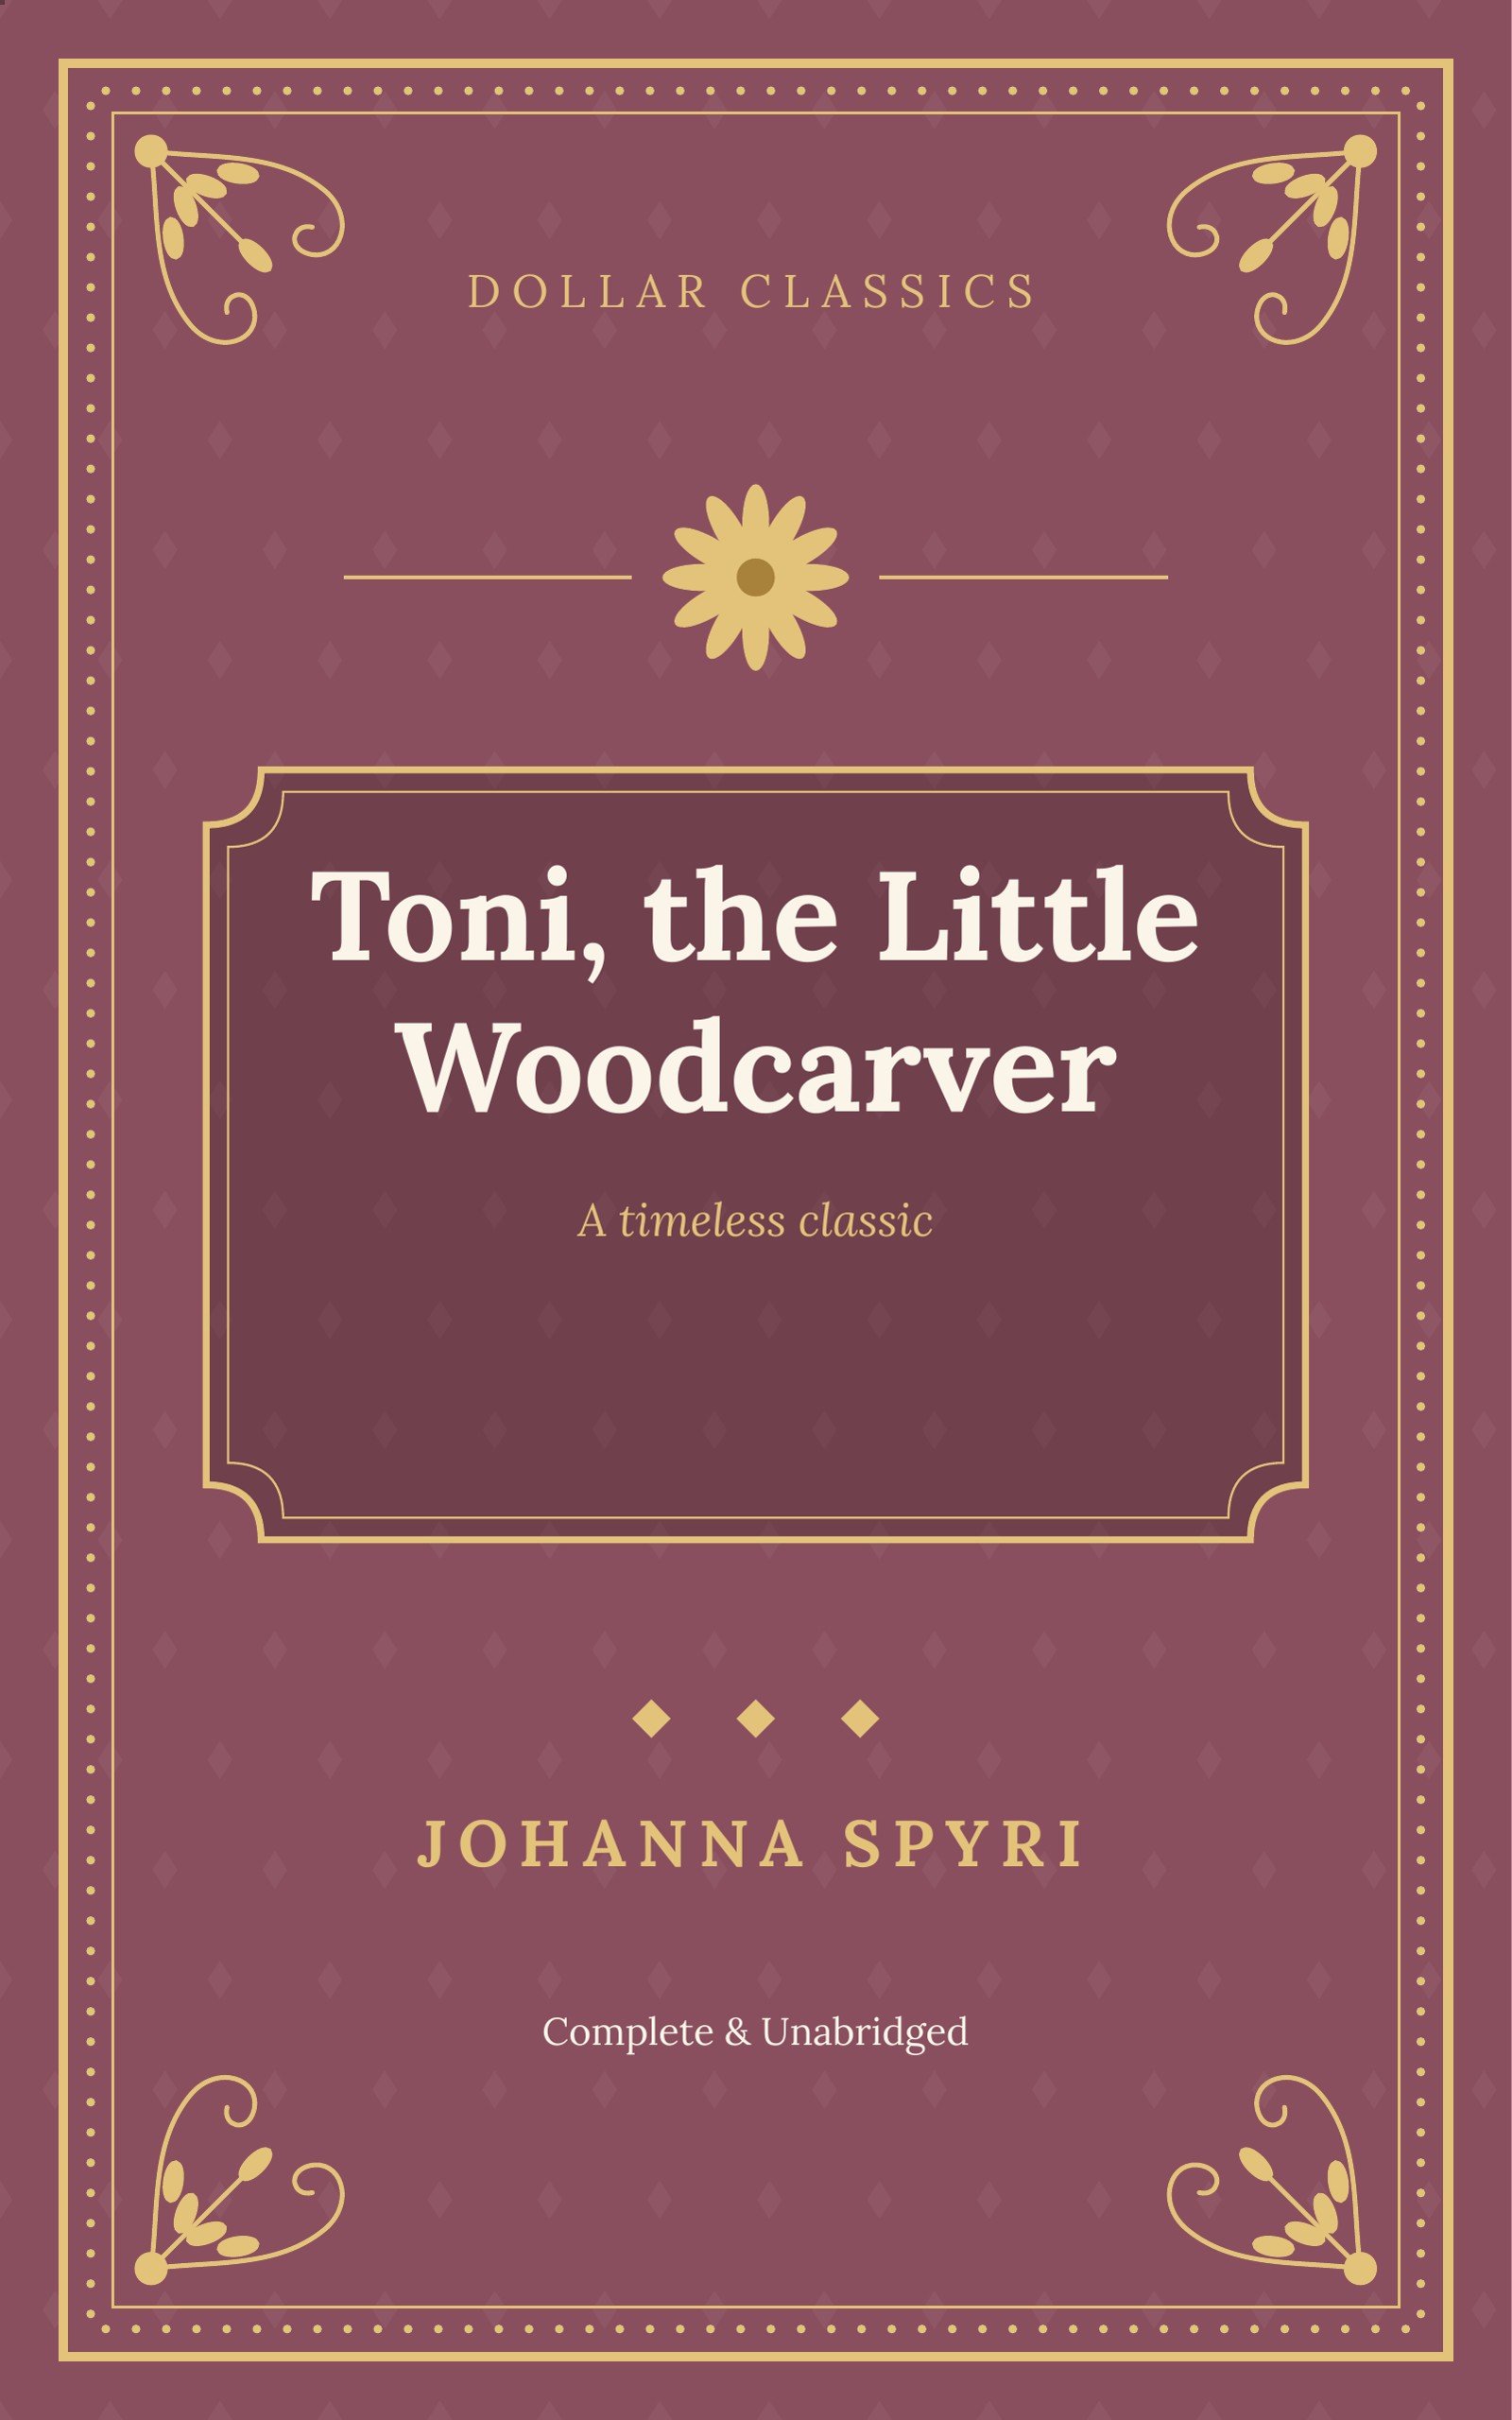 DOLLAR CLASSICS
Toni, the Little
Woodcarver
A timeless classic
JOHANNA SPYRI
Complete & Unabridged